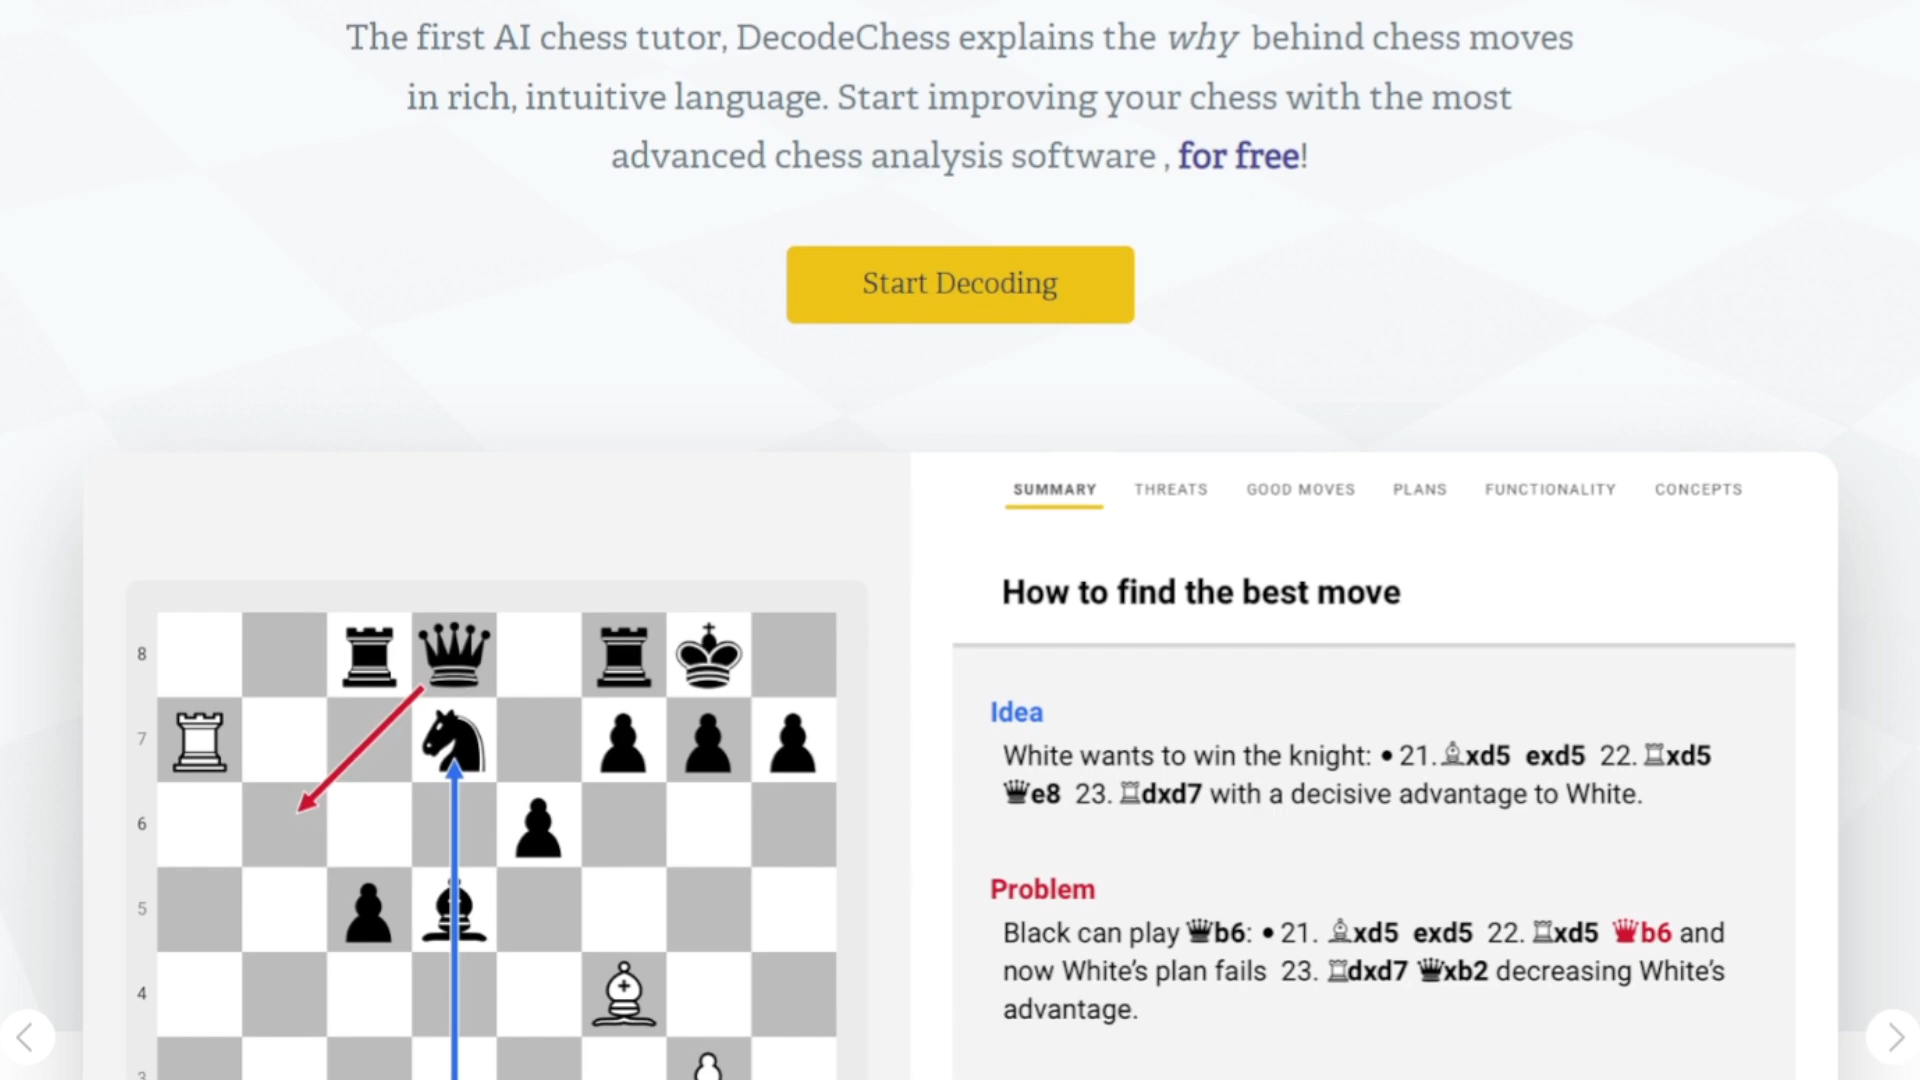 The first AI chess tutor, DecodeChess explains the why behind chess moves
in rich, intuitive language. Start improving your chess with the most
advanced chess analysis software , for free!
Start Decoding
SUMMARY THREATS GOOD MOVES PLANS FUNCTIONALITY CONCEPTS
How to find the best move
8
7
6
5
4
3
Idea
White wants to win the knight: • 21.♗xd5 exd5 22. ♖xd5
♛e8 23. ♖dxd7 with a decisive advantage to White.
Problem
Black can play ♛b6: • 21. ♗xd5 exd5 22. ♖xd5 ♛b6 and
now White's plan fails 23. ♖dxd7 ♛xb2 decreasing White's
advantage.